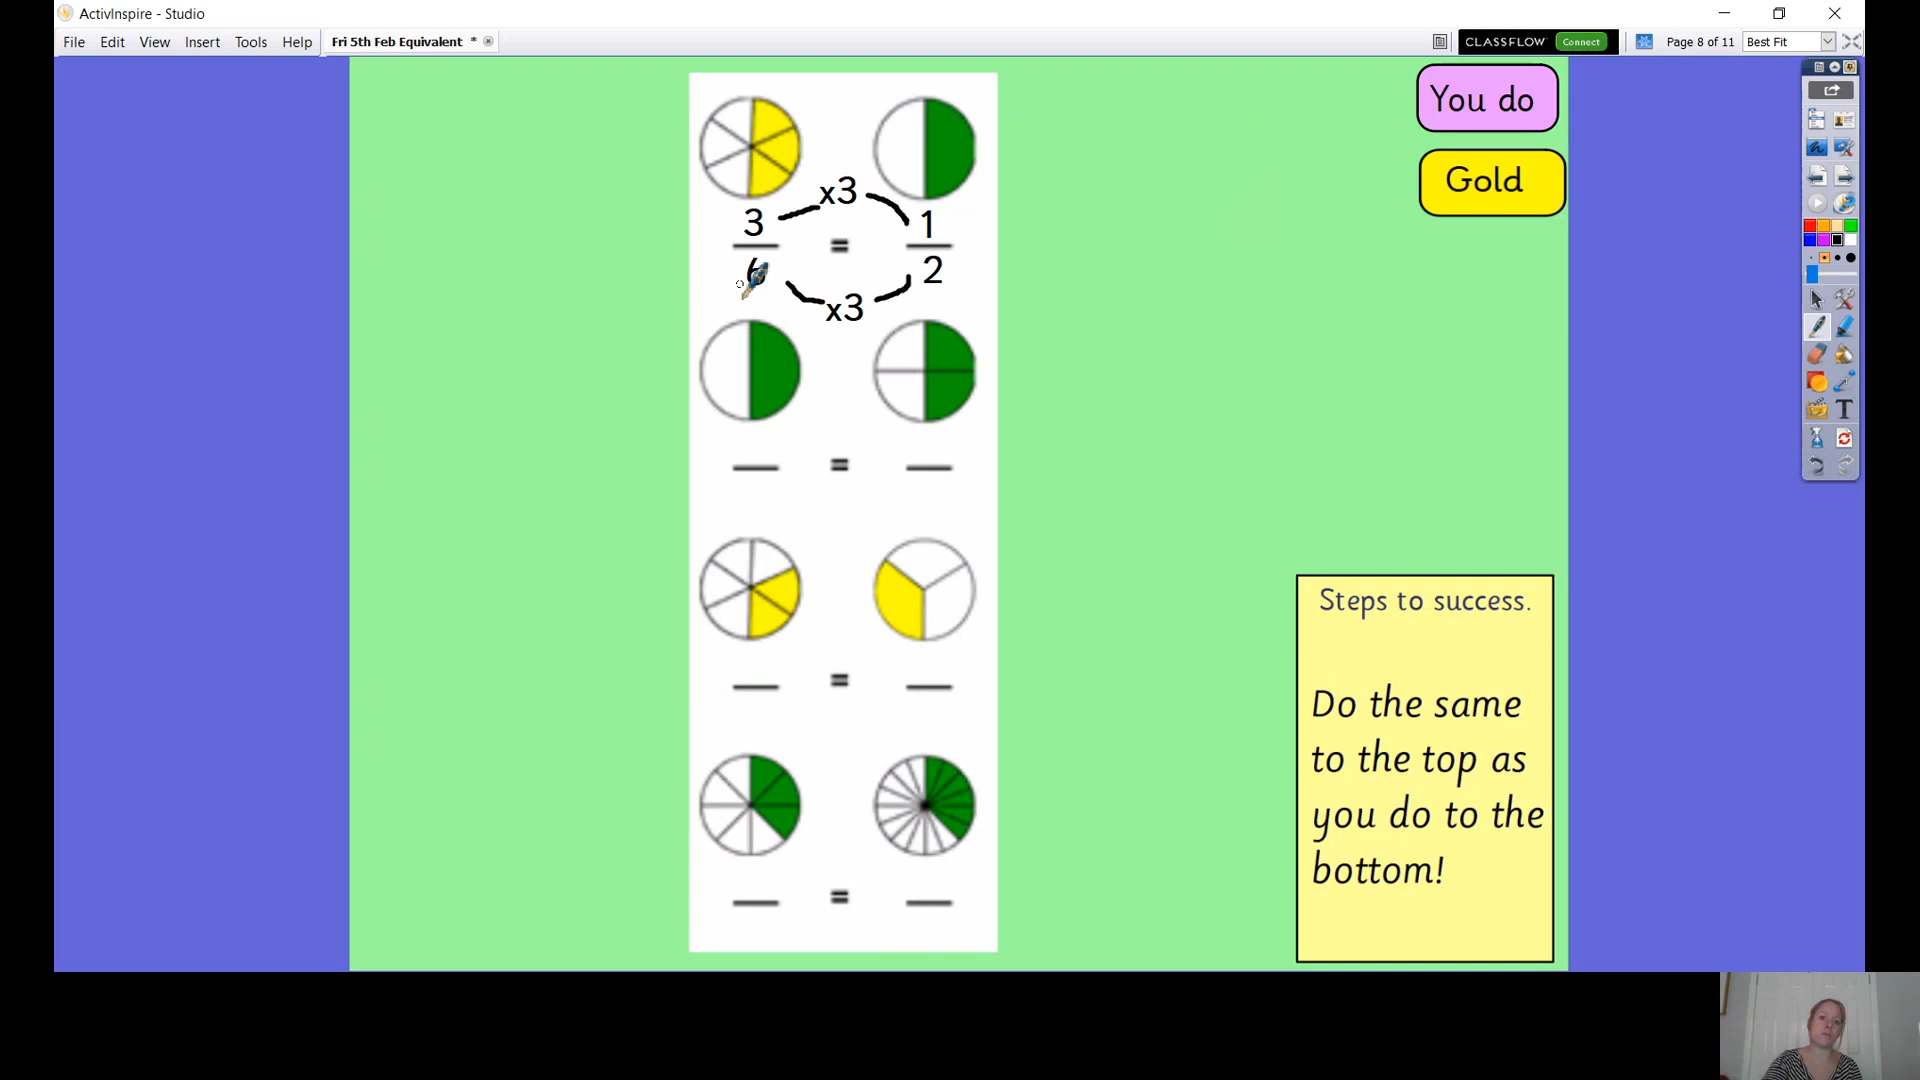 ActivInspire - Studio
File Edit View Insert Tools Help
Fri 5th Feb Equivalent *
CLASSFLOW Connect
Page 8 of 11
Best Fit
You do
Gold
x3
3 1
= 
6 2
x3
=
=
=
Steps to success.
Do the same
to the top as
you do to the
bottom!
T